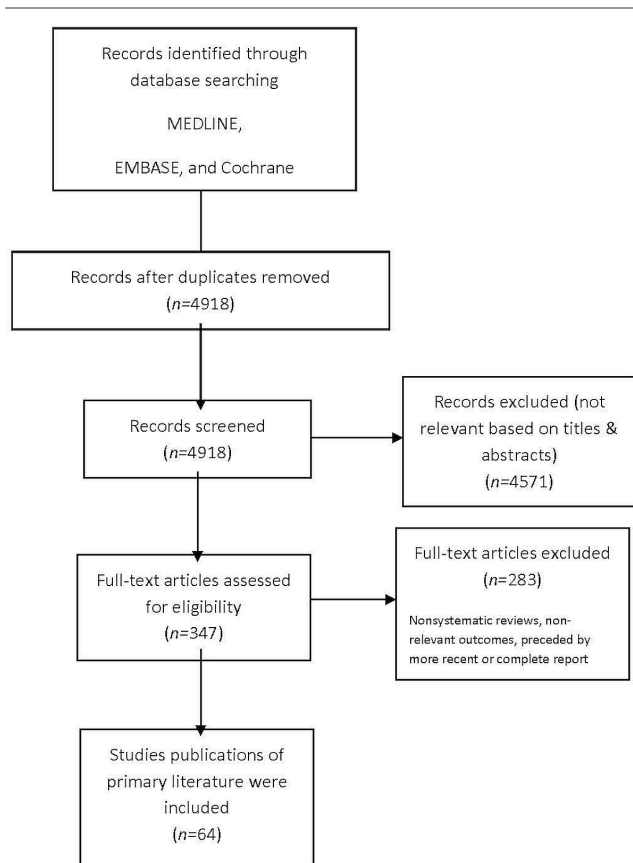 Records identified through
database searching
MEDLINE,
EMBASE, and Cochrane
Records after duplicates removed
(n=4918)
Records screened
(n=4918)
Records excluded (not
relevant based on titles &
abstracts)
(n=4571)
Full-text articles assessed
for eligibility
(n=347)
Full-text articles excluded
(n=283)
Nonsystematic reviews, non-
relevant outcomes, preceded by
more recent or complete report
Studies publications of
primary literature were
included
(n=64)